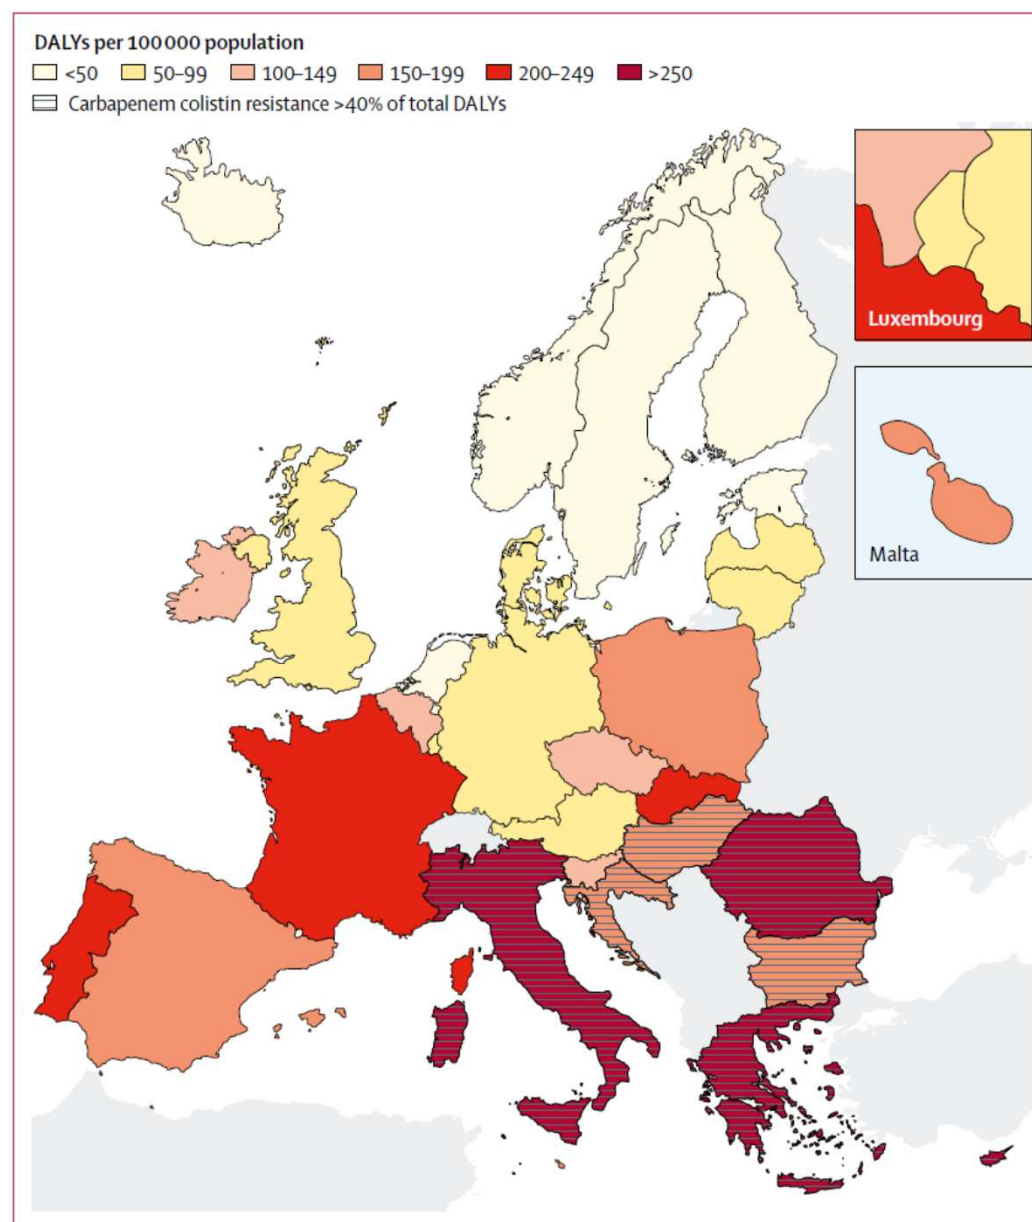 DALYs per 100 000 population
<50 50–99 100–149 150–199 200–249 >250
Carbapenem colistin resistance >40% of total DALYs
Luxembourg
Malta